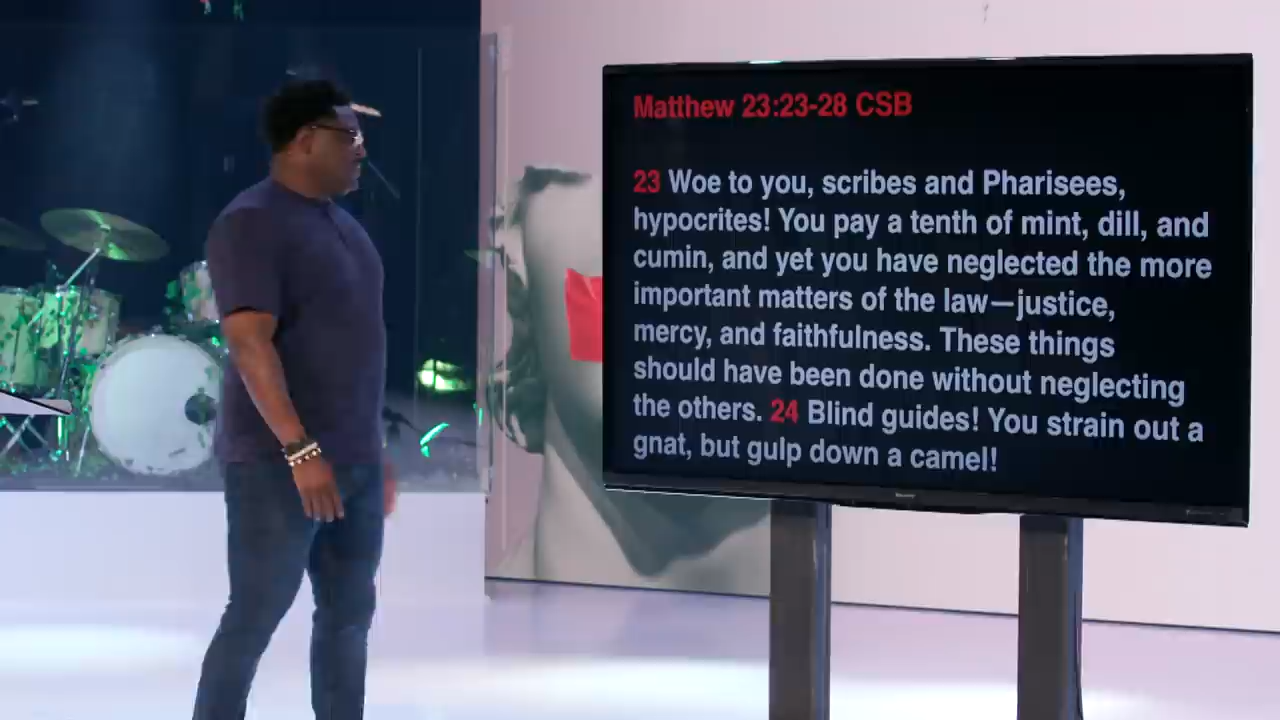 Matthew 23:23-28 CSB
23 Woe to you, scribes and Pharisees,
hypocrites! You pay a tenth of mint, dill, and
cumin, and yet you have neglected the more
important matters of the law—justice,
mercy, and faithfulness. These things
should have been done without neglecting
the others. 24 Blind guides! You strain out a
gnat, but gulp down a camel!